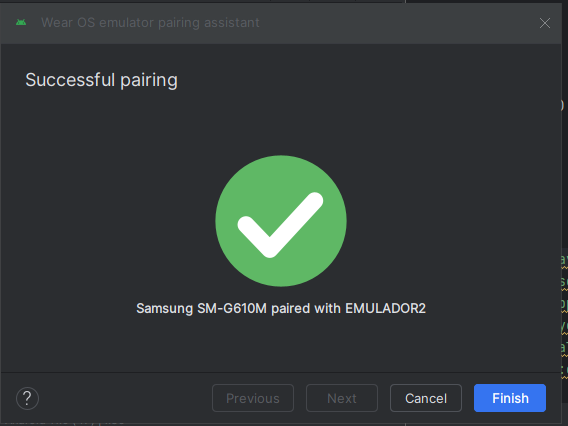 Wear OS emulator pairing assistant
Successful pairing
Samsung SM-G610M paired with EMULADOR2
?
Previous
Next
Cancel
Finish